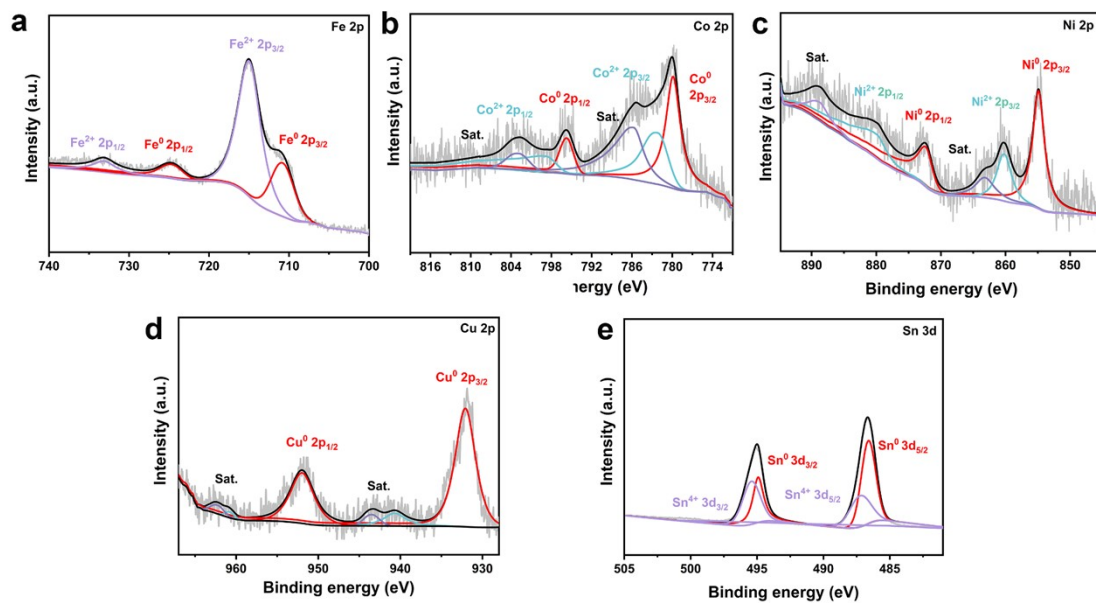 a
Fe 2p
Fe²⁺ 2p₃/₂
Fe²⁺ 2p₁/₂
Fe⁰ 2p₁/₂
Fe⁰ 2p₃/₂
Intensity (a.u.)
740 730 720 710 700
b
Co 2p
Co²⁺ 2p₃/₂
Co⁰ 2p₁/₂
Co⁰
2p₃/₂
Co²⁺ 2p₁/₂
Sat.
Sat.
Intensity (a.u.)
816 810 804 798 792 786 780 774
nergy (eV)
c
Ni 2p
Sat.
Ni⁰ 2p₃/₂
Ni²⁺ 2p₁/₂
Ni²⁺ 2p₃/₂
Ni⁰ 2p₁/₂
Sat.
Intensity (a.u.)
890 880 870 860 850
Binding energy (eV)
d
Cu 2p
Cu⁰ 2p₃/₂
Cu⁰ 2p₁/₂
Sat.
Sat.
Intensity (a.u.)
960 950 940 930
Binding energy (eV)
e
Sn 3d
Sn⁰ 3d₃/₂
Sn⁰ 3d₅/₂
Sn⁴⁺ 3d₃/₂
Sn⁴⁺ 3d₅/₂
Intensity (a.u.)
505 500 495 490 485
Binding energy (eV)